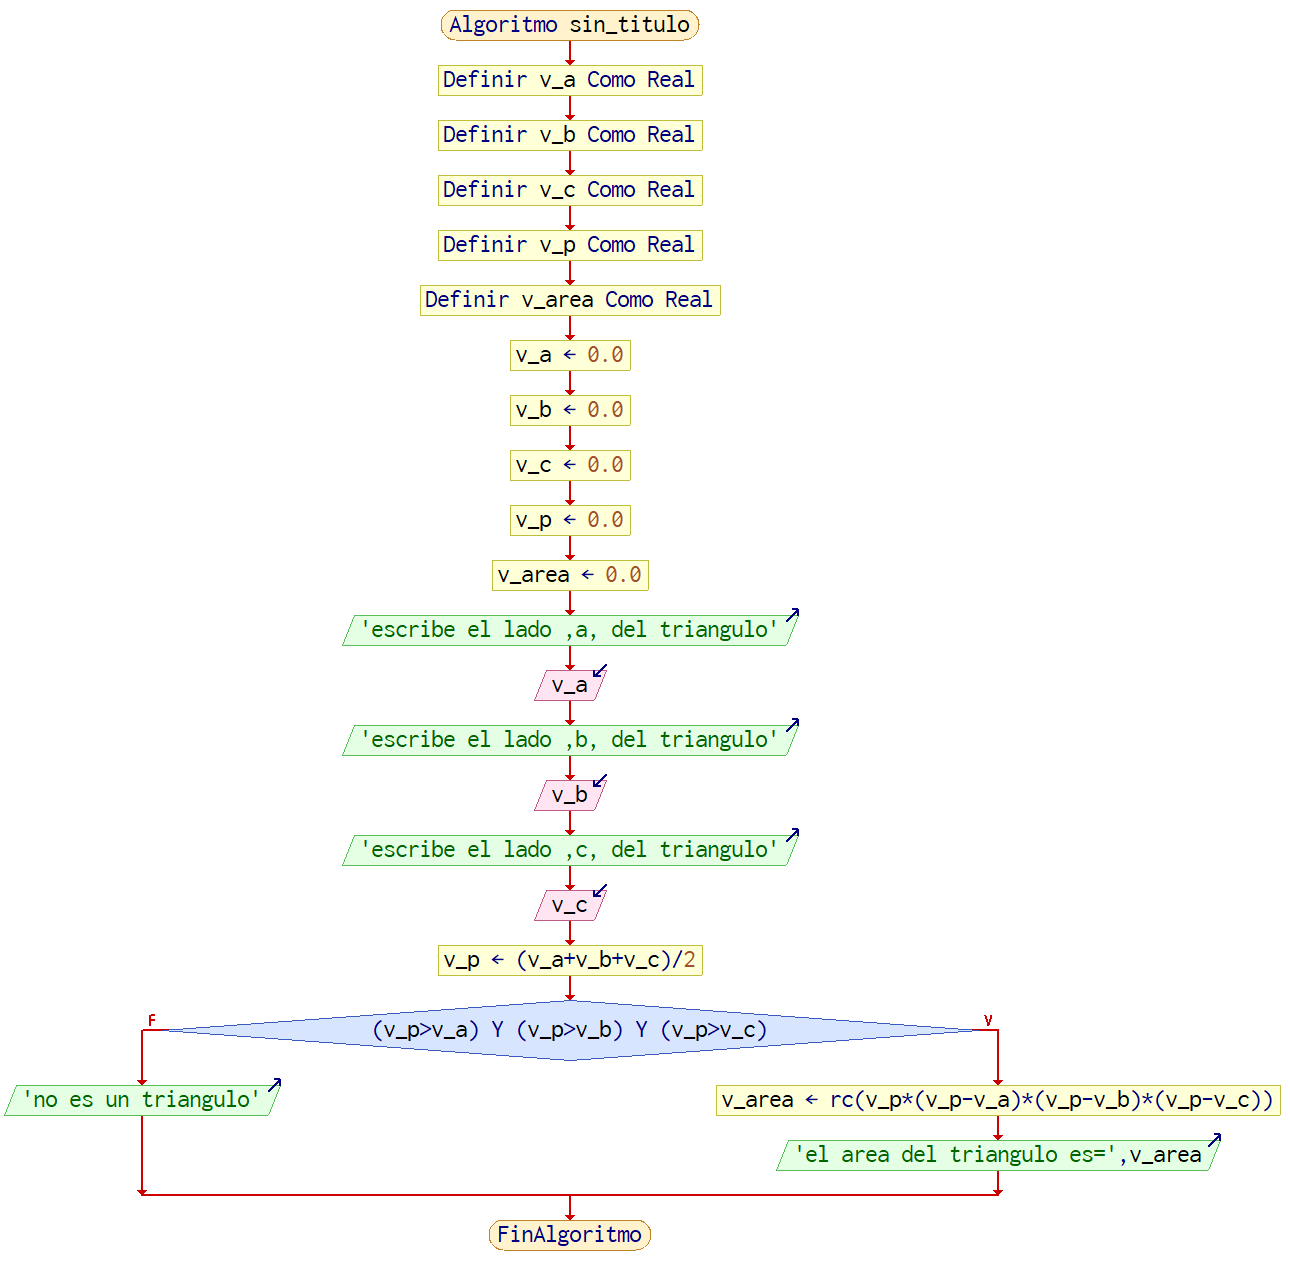 Algoritmo sin_titulo
Definir v_a Como Real
Definir v_b Como Real
Definir v_c Como Real
Definir v_p Como Real
Definir v_area Como Real
v_a ← 0.0
v_b ← 0.0
v_c ← 0.0
v_p ← 0.0
v_area ← 0.0
'escribe el lado ,a, del triangulo'
v_a
'escribe el lado ,b, del triangulo'
v_b
'escribe el lado ,c, del triangulo'
v_c
v_p ← (v_a+v_b+v_c)/2
(v_p>v_a) Y (v_p>v_b) Y (v_p>v_c)
F
V
'no es un triangulo'
v_area ← rc(v_p*(v_p-v_a)*(v_p-v_b)*(v_p-v_c))
'el area del triangulo es=',v_area
FinAlgoritmo